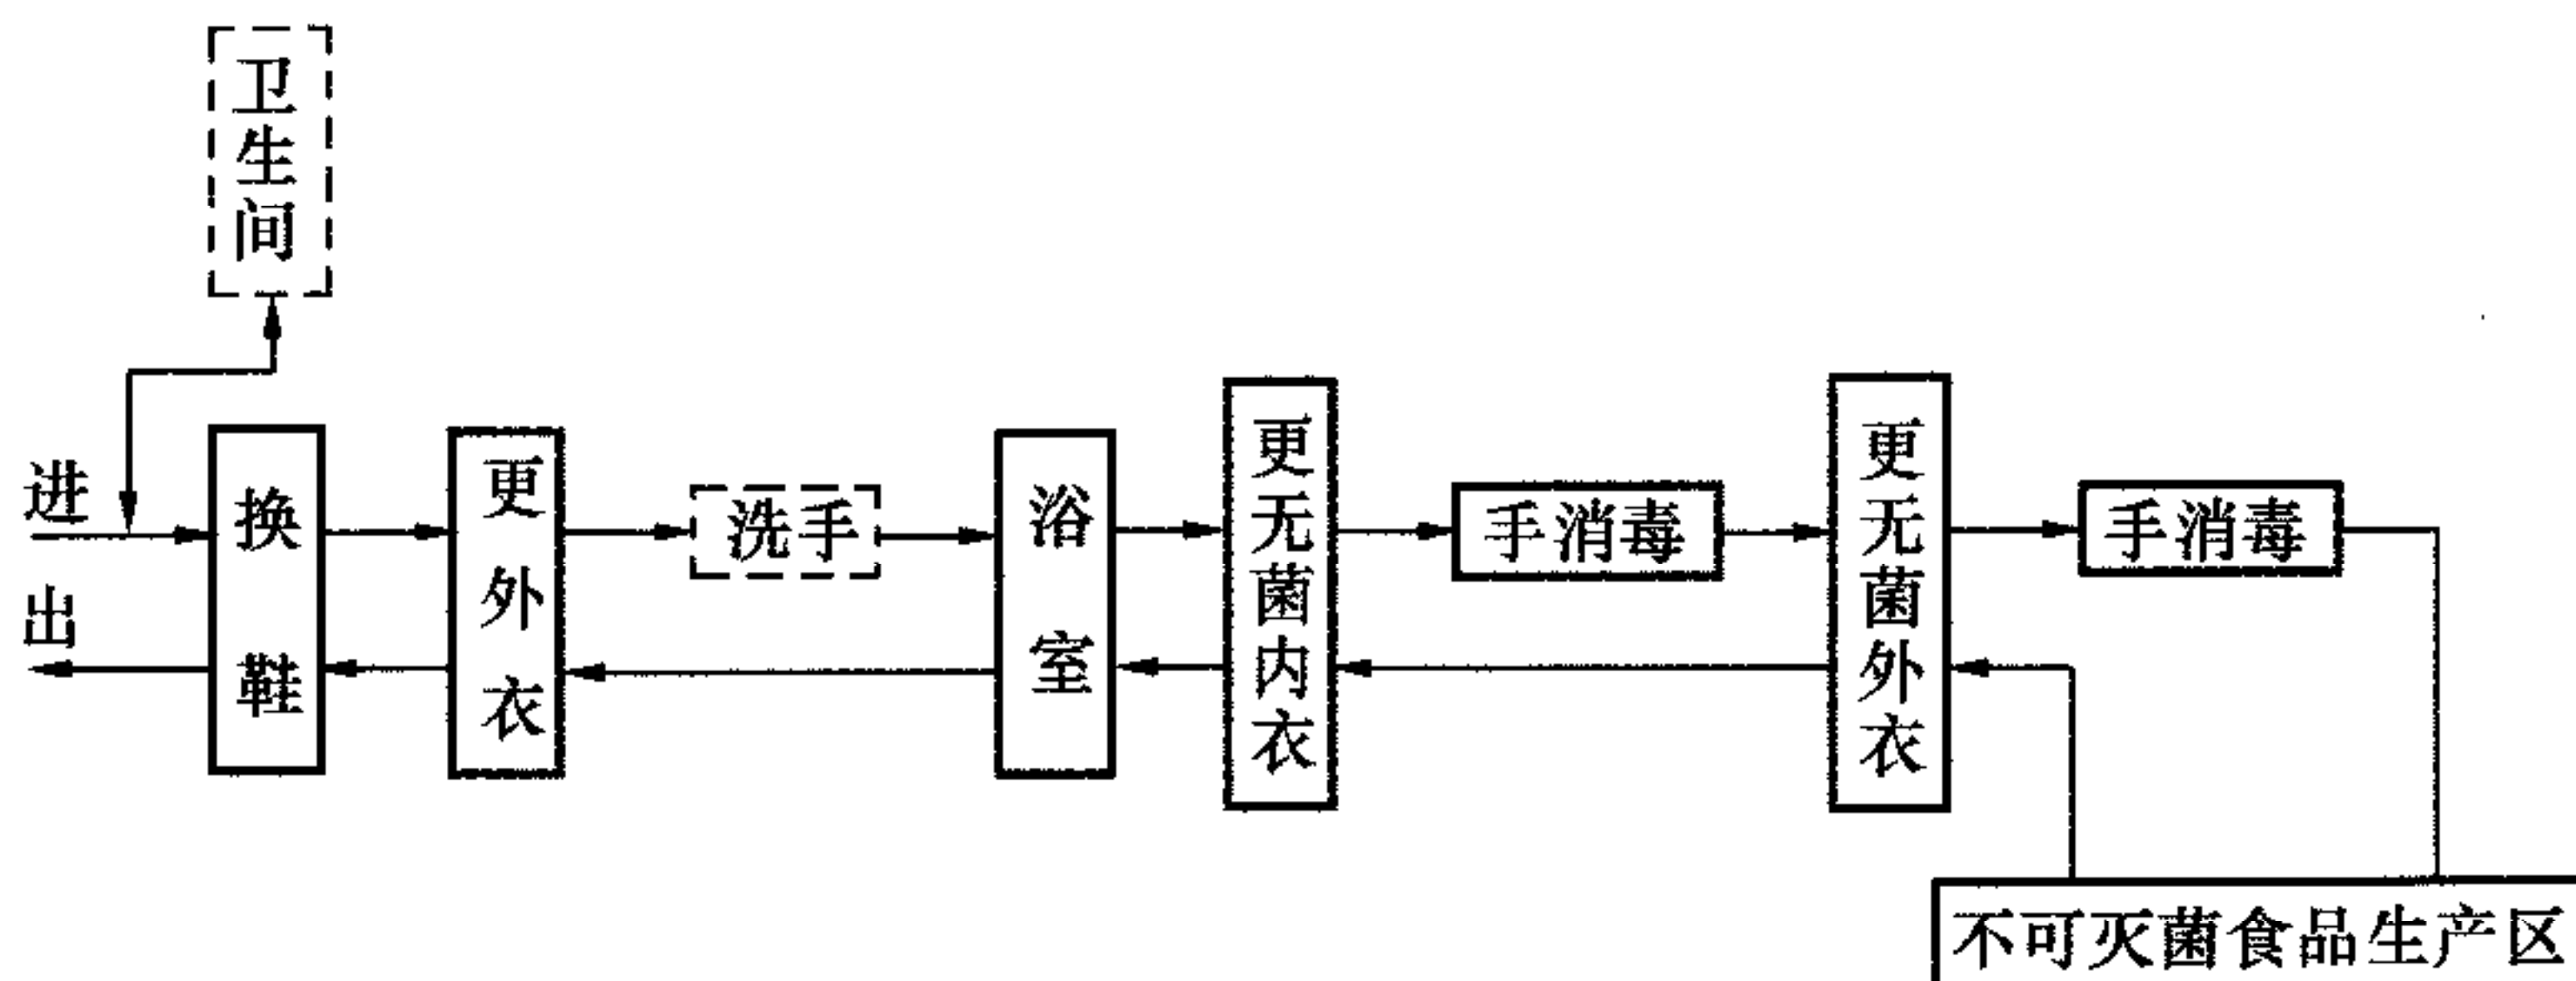 卫生间
进
出
换鞋
更外衣
洗手
浴室
更无菌内衣
手消毒
更无菌外衣
手消毒
不可灭菌食品生产区